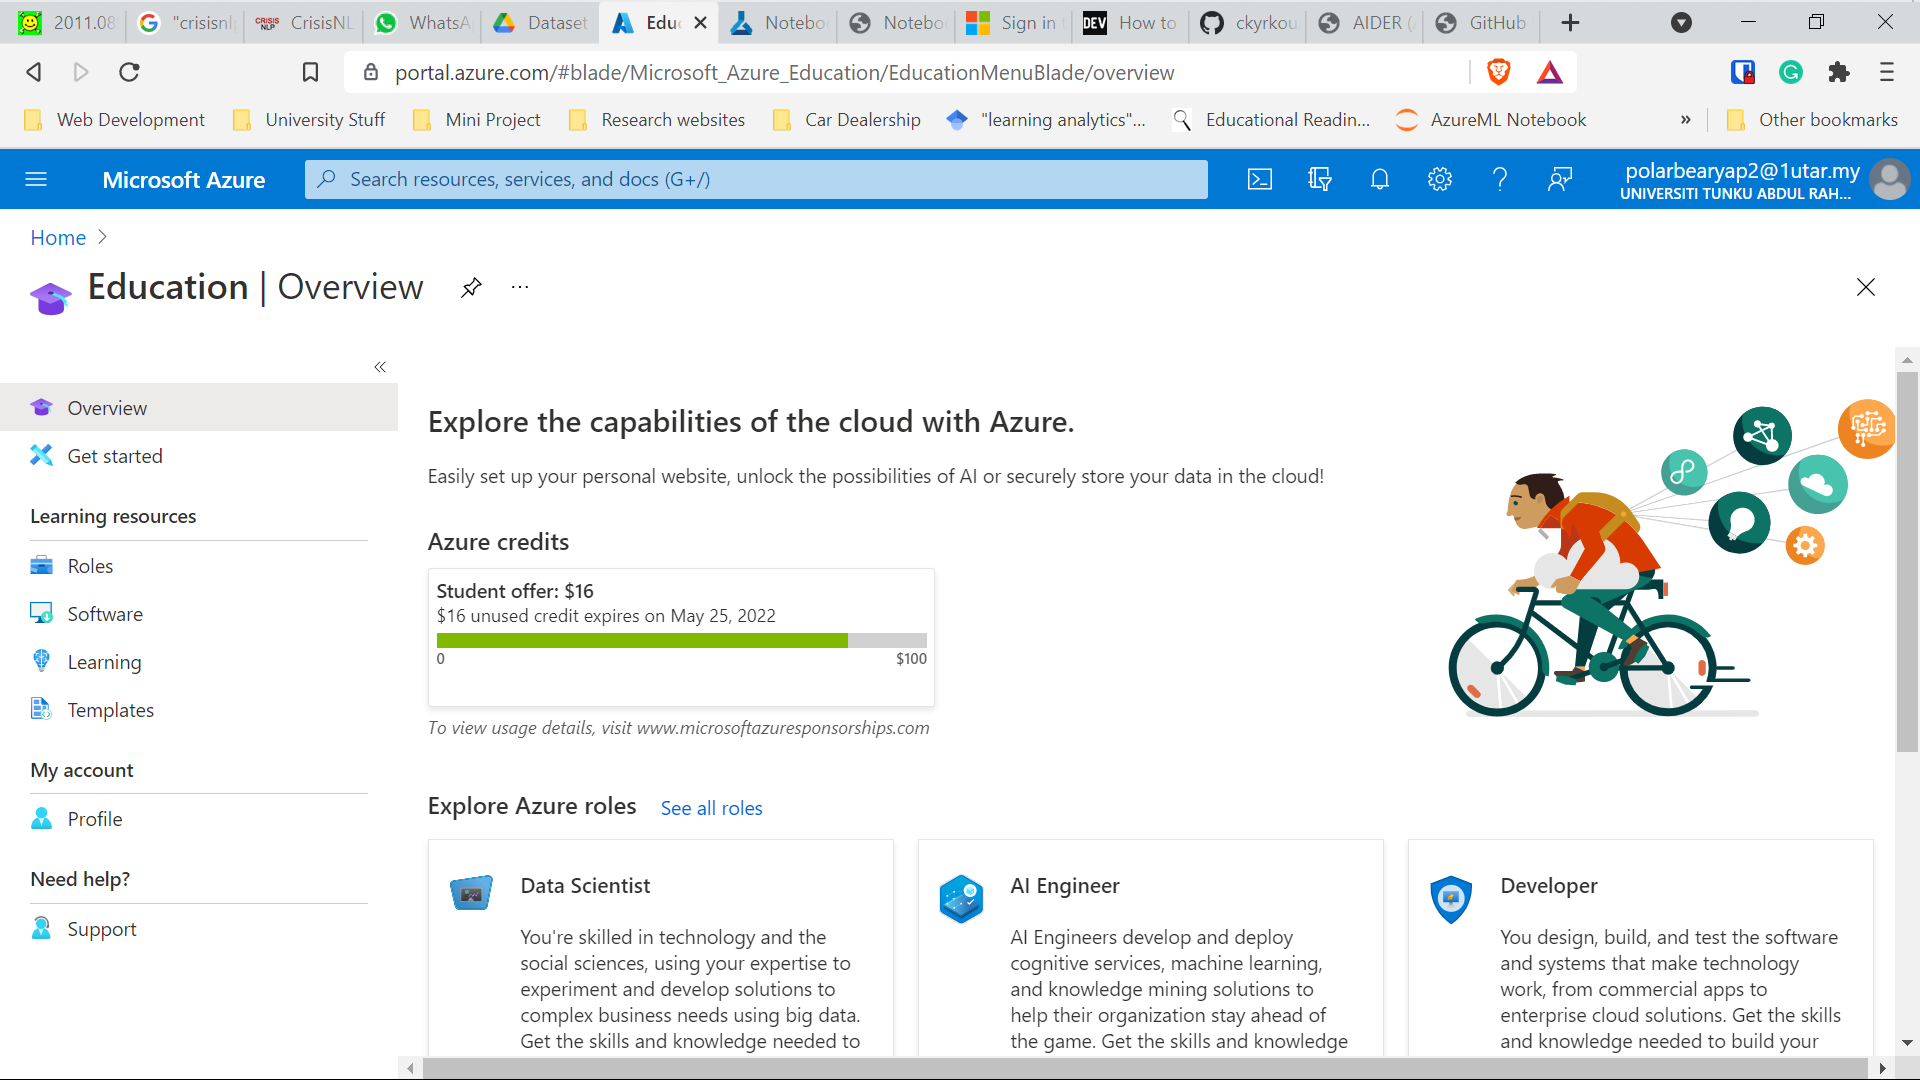 2011.08
"crisisnl
CRISIS NLP
CrisisNL
WhatsA
Dataset
Edu
Notebo
Notebo
Sign in
DEV
How to
ckyrkou
AIDER (
GitHub
portal.azure.com/#blade/Microsoft_Azure_Education/EducationMenuBlade/overview
Web Development
University Stuff
Mini Project
Research websites
Car Dealership
"learning analytics"...
Educational Readin...
AzureML Notebook
»
Other bookmarks
Microsoft Azure
Search resources, services, and docs (G+/)
polarbearyap2@1utar.my
UNIVERSITI TUNKU ABDUL RAH...
Home
Education | Overview
...
«
Overview
Get started
Learning resources
Roles
Software
Learning
Templates
My account
Profile
Need help?
Support
Explore the capabilities of the cloud with Azure.
Easily set up your personal website, unlock the possibilities of AI or securely store your data in the cloud!
Azure credits
Student offer: $16
$16 unused credit expires on May 25, 2022
0
$100
To view usage details, visit www.microsoftazuresponsorships.com
Explore Azure roles
See all roles
Data Scientist
You're skilled in technology and the
social sciences, using your expertise to
experiment and develop solutions to
complex business needs using big data.
Get the skills and knowledge needed to
AI Engineer
AI Engineers develop and deploy
cognitive services, machine learning,
and knowledge mining solutions to
help their organization stay ahead of
the game. Get the skills and knowledge
Developer
You design, build, and test the software
and systems that make technology
work, from commercial apps to
enterprise cloud solutions. Get the skills
and knowledge needed to build your